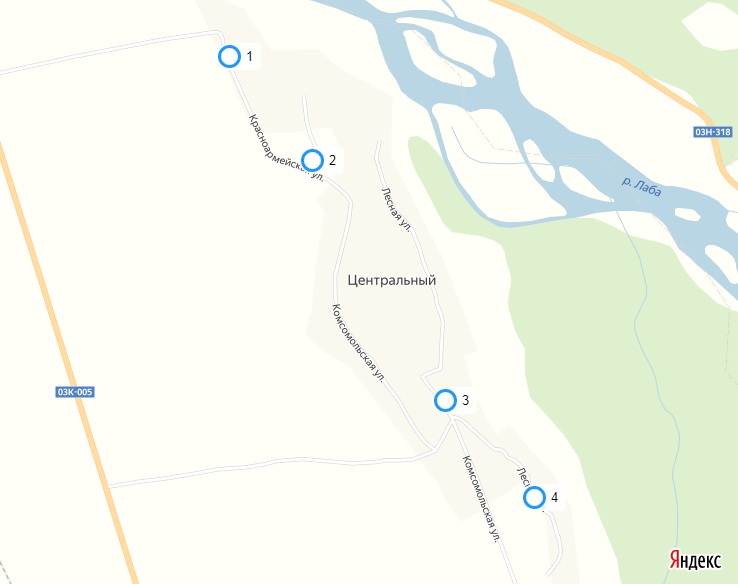 1
Красноармейская ул.
03Н-318
2
р. Лаба
Лесная ул.
Центральный
Комсомольская ул.
03К-005
3
Комсомольская ул.
4
Яндекс